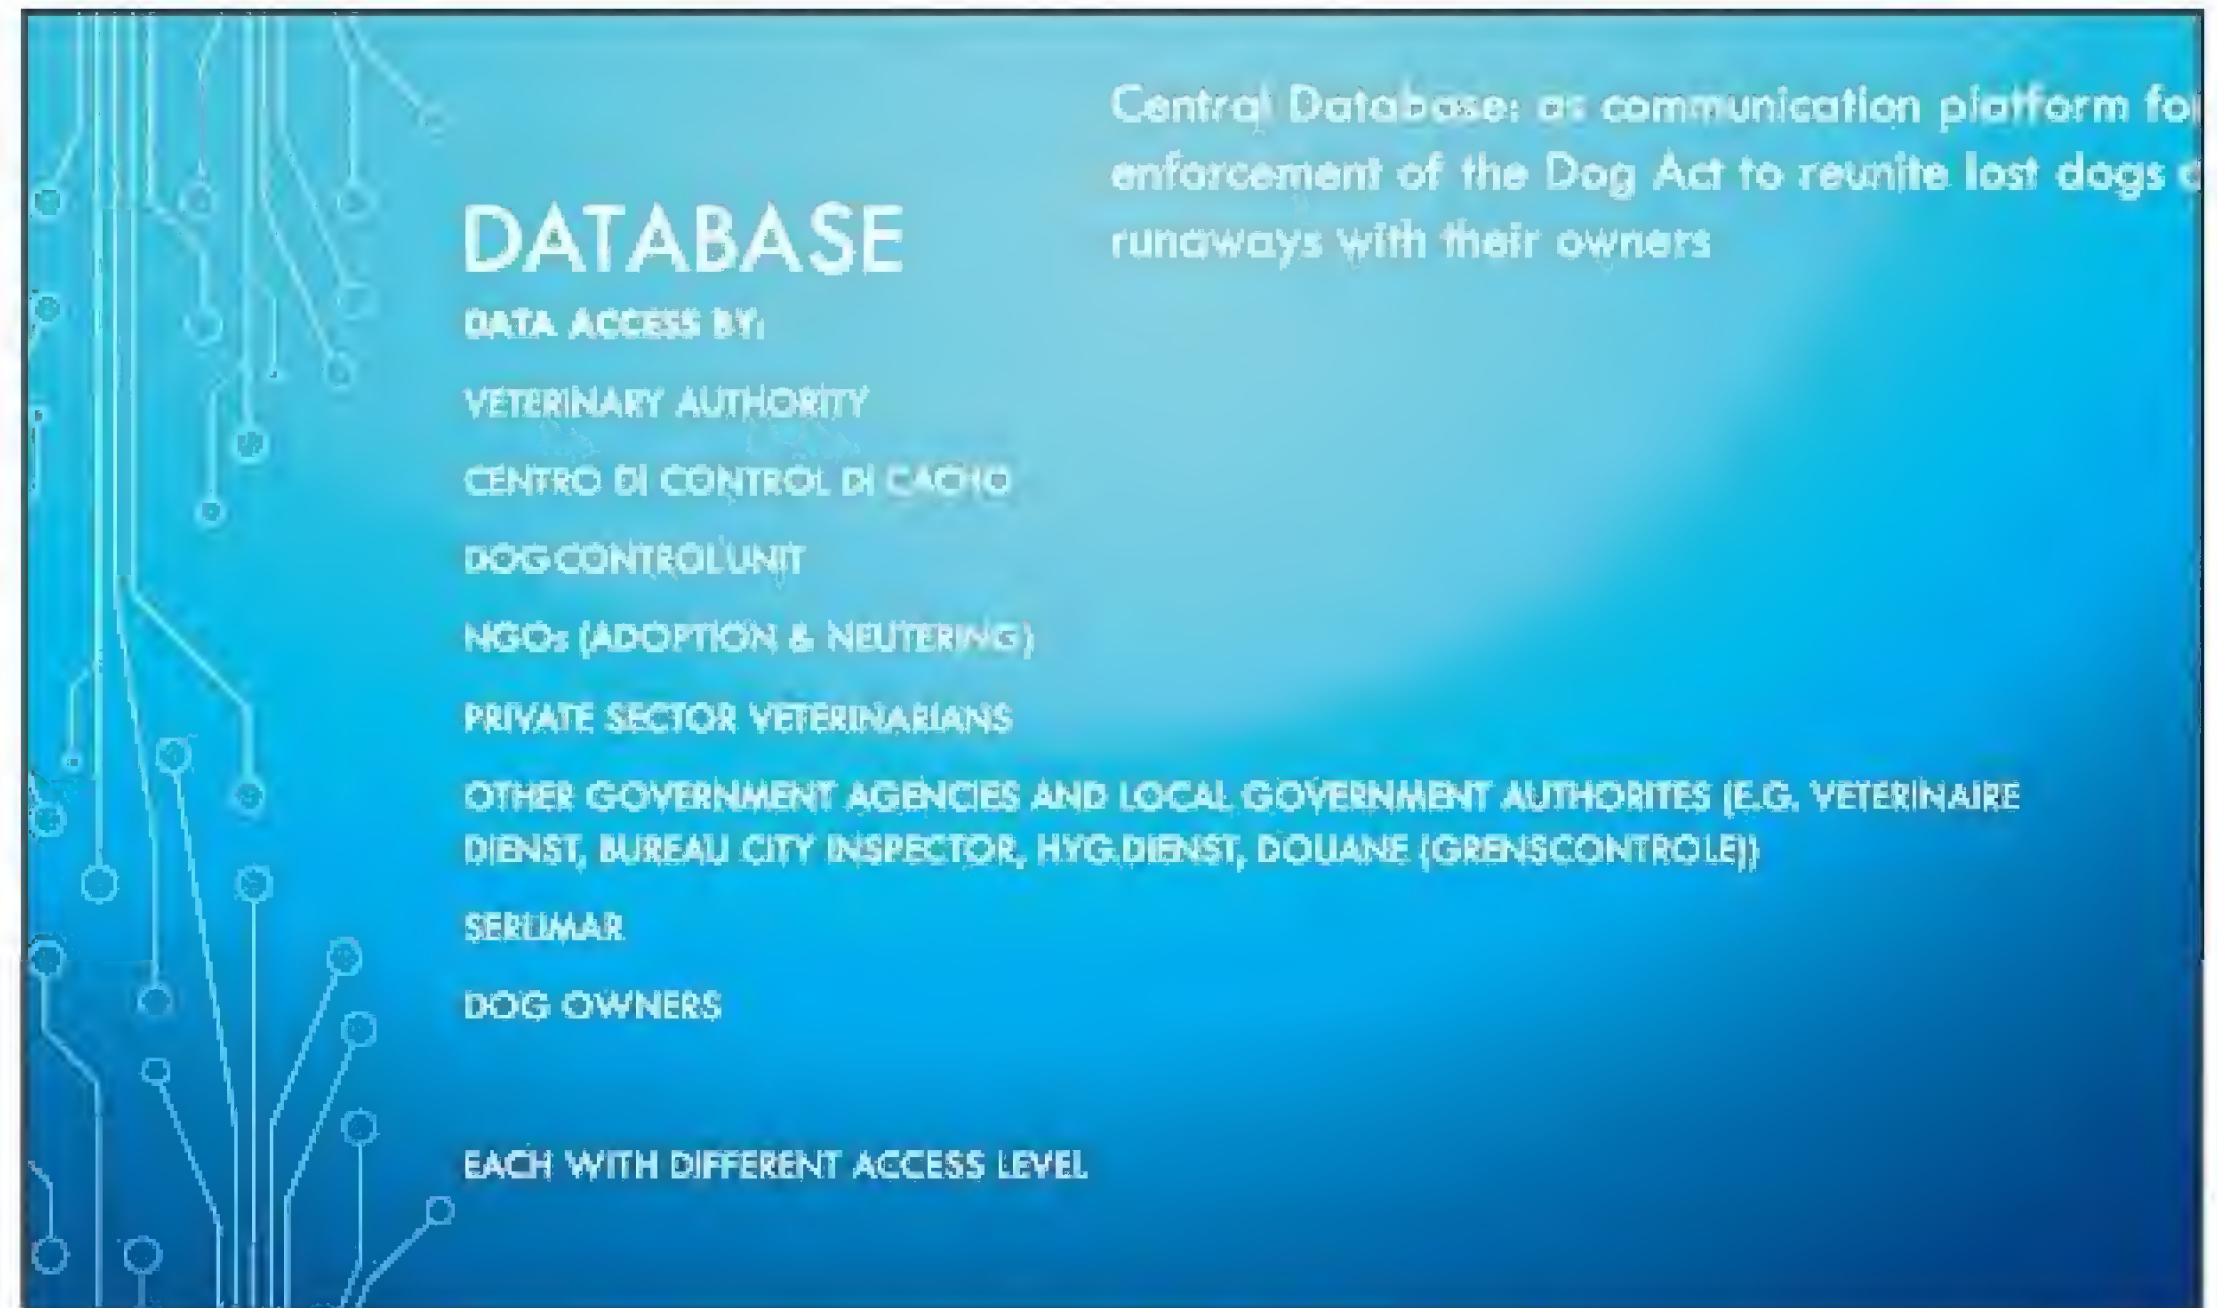 Central Database: as communication platform for
enforcement of the Dog Act to reunite lost dogs
runaways with their owners
DATABASE
DATA ACCESS BY:
VETERINARY AUTHORITY
CENTRO DI CONTROL DI CACHO
DOG CONTROL UNIT
NGOs (ADOPTION & NEUTERING)
PRIVATE SECTOR VETERINARIANS
OTHER GOVERNMENT AGENCIES AND LOCAL GOVERNMENT AUTHORITES (E.G. VETERINAIRE
DIENST, BUREAU CITY INSPECTOR, HYG.DIENST, DOUANE (GRENSCONTROLE))
SERLIMAR
DOG OWNERS
EACH WITH DIFFERENT ACCESS LEVEL